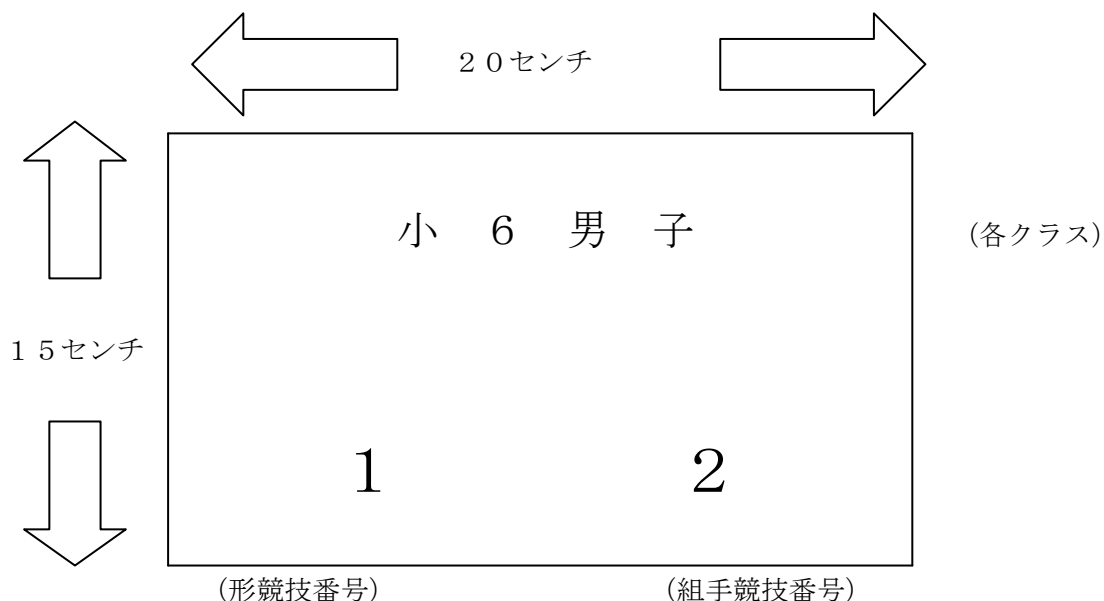 ２０センチ
小　６　男　子
（各クラス）
１５センチ
１　２
（形競技番号）
（組手競技番号）